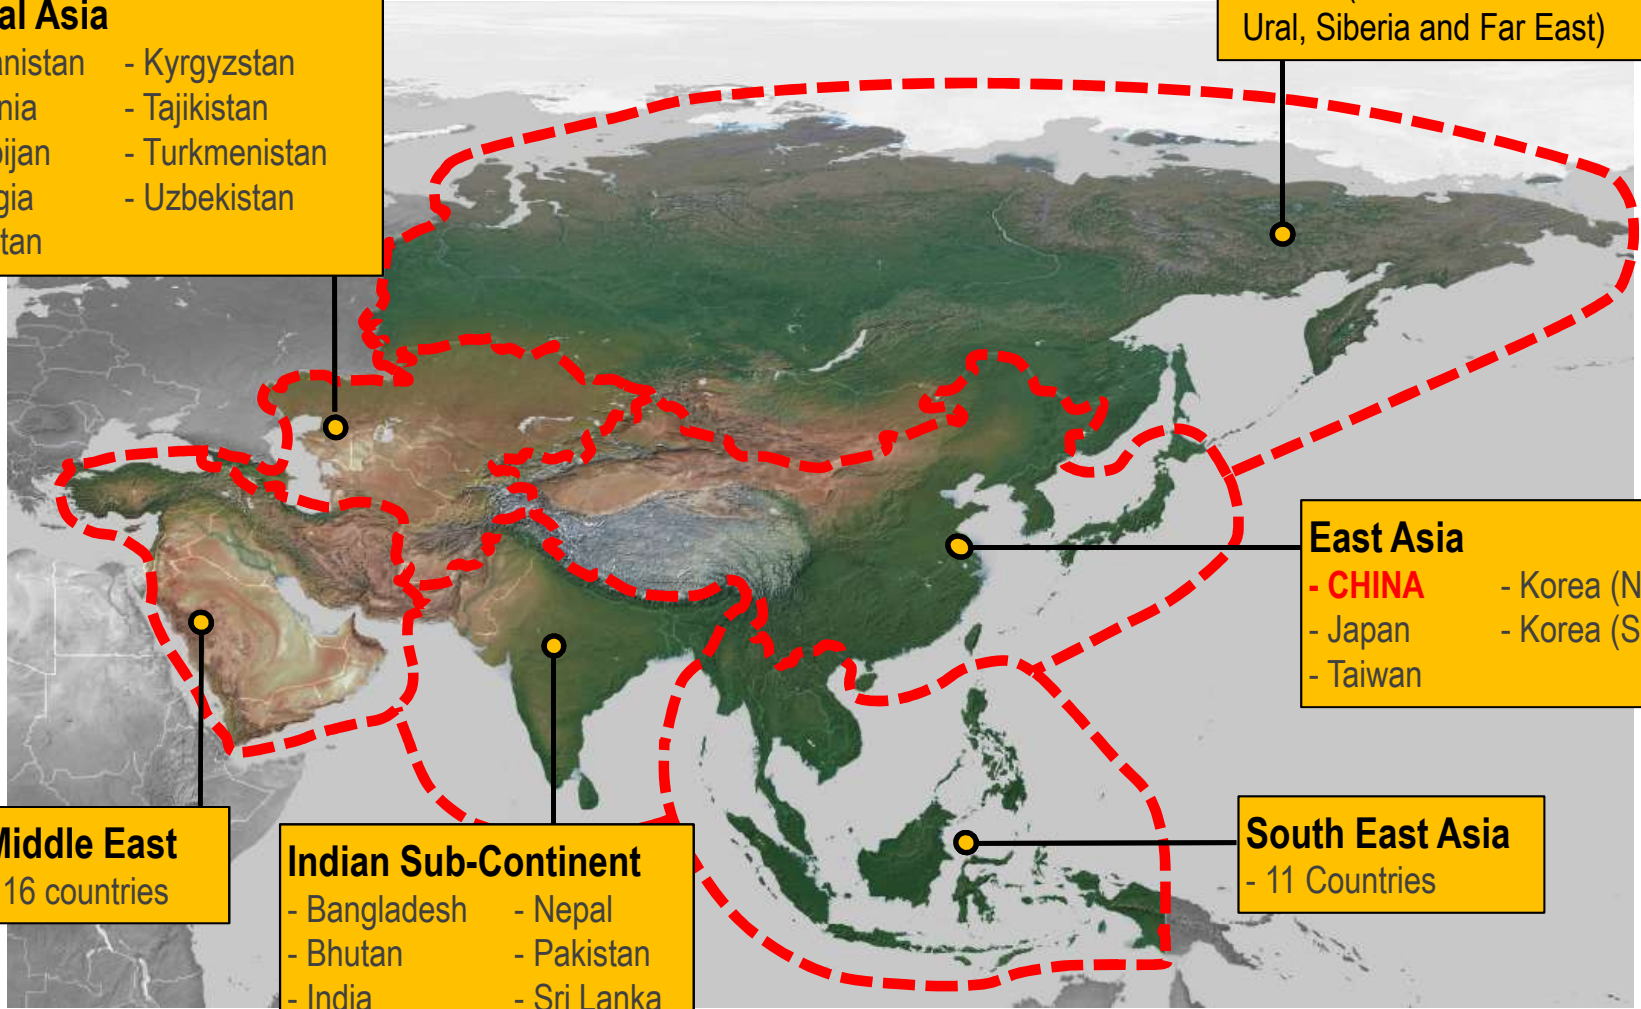 al Asia
anistan - Kyrgyzstan
nia - Tajikistan
ijan - Turkmenistan
gia - Uzbekistan
tan
Ural, Siberia and Far East)
East Asia
- CHINA - Korea (N
- Japan - Korea (S
- Taiwan
Middle East
16 countries
Indian Sub-Continent
- Bangladesh - Nepal
- Bhutan - Pakistan
- India - Sri Lanka
South East Asia
- 11 Countries